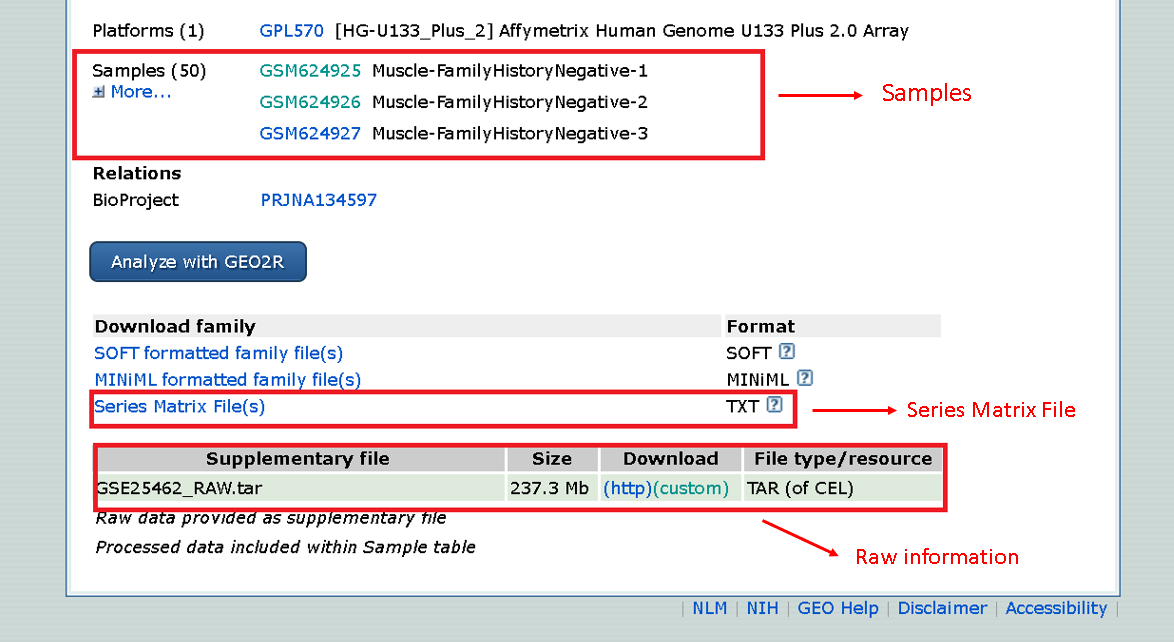 Platforms (1) GPL570 [HG-U133_Plus_2] Affymetrix Human Genome U133 Plus 2.0 Array
Samples (50) GSM624925 Muscle-FamilyHistoryNegative-1
More... GSM624926 Muscle-FamilyHistoryNegative-2
GSM624927 Muscle-FamilyHistoryNegative-3
Samples
Relations
BioProject PRJNA134597
Analyze with GEO2R
Download family Format
SOFT formatted family file(s) SOFT ?
MINiML formatted family file(s) MINiML ?
Series Matrix File(s) TXT ?
Series Matrix File
Supplementary file Size Download File type/resource
GSE25462_RAW.tar 237.3 Mb (http)(custom) TAR (of CEL)
Raw data provided as supplementary file
Processed data included within Sample table
Raw information
| NLM | NIH | GEO Help | Disclaimer | Accessibility |